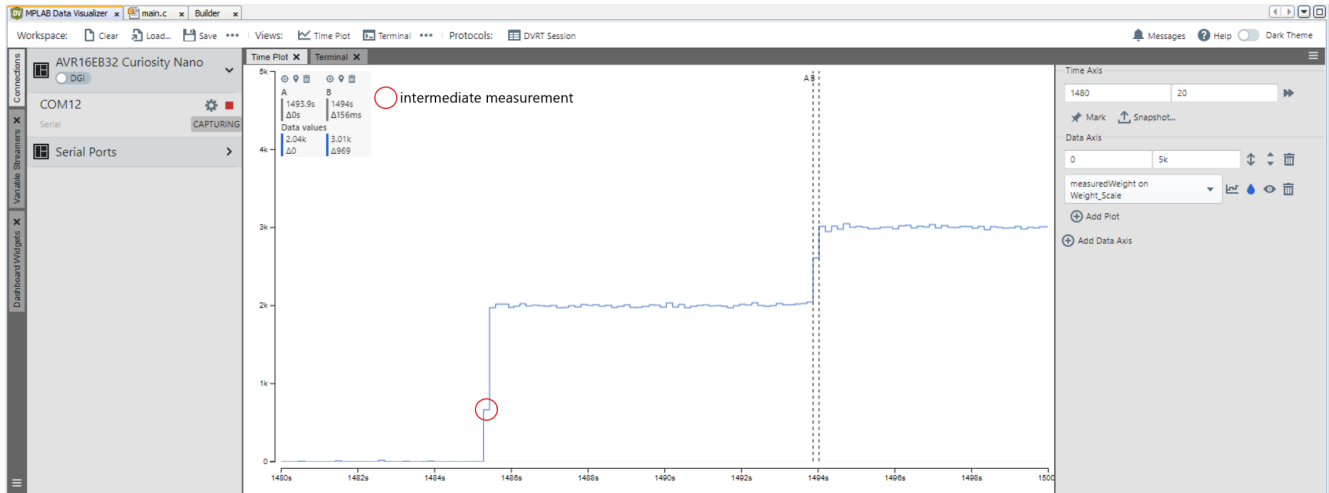 MPLAB Data Visualizer x main.c x Builder x
Workspace: Clear Load... Save ••• Views: Time Plot Terminal ••• Protocols: DVRT Session Messages Help Dark Theme
Connections
Variable Streamers
Dashboard Widgets
AVR16EB32 Curiosity Nano
DGI
COM12
Serial CAPTURING
Serial Ports
Time Plot X Terminal X
A B
1493.9s 1494s
Δ0s Δ156ms
Data values
2.04k 3.01k
Δ0 Δ969
intermediate measurement
A B
5k
4k
3k
2k
1k
0
1480s 1482s 1484s 1486s 1488s 1490s 1492s 1494s 1496s 1498s 1500
Time Axis
1480 20
Mark Snapshot...
Data Axis
0 5k
measuredWeight on
Weight_Scale
Add Plot
Add Data Axis